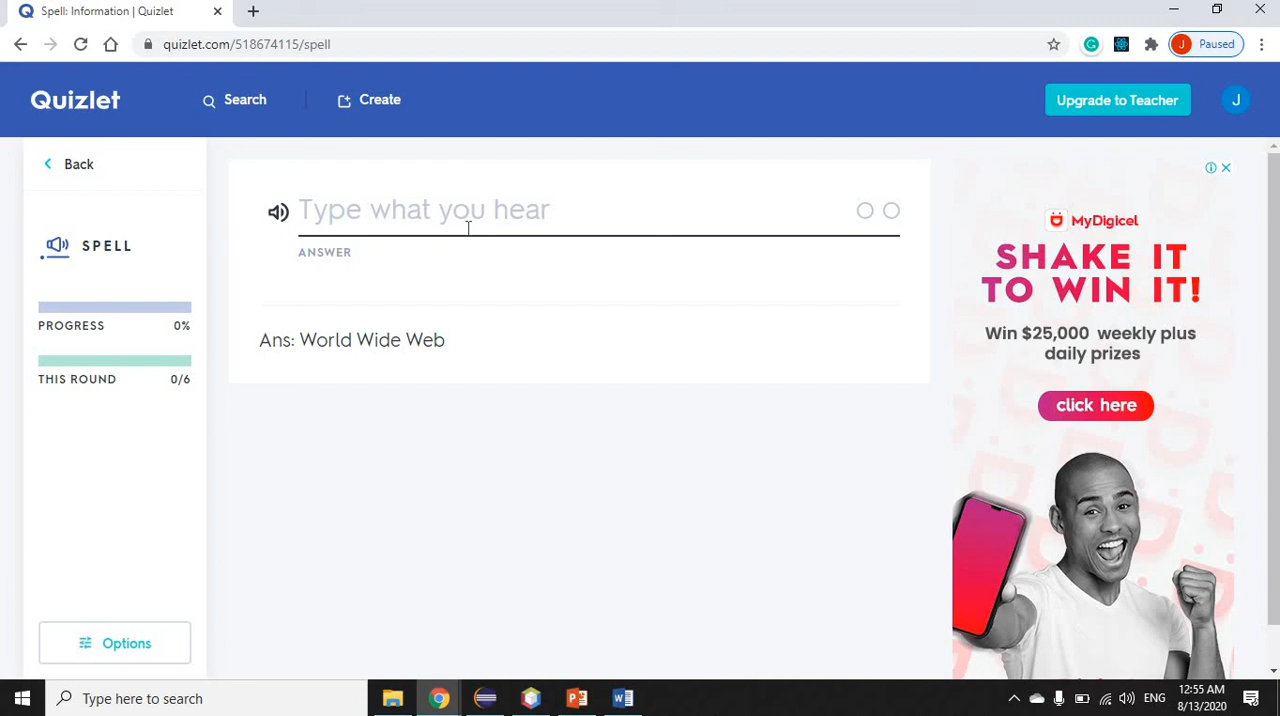 Spell: Information | Quizlet
quizlet.com/518674115/spell
J Paused
Quizlet
Search
Create
Upgrade to Teacher
J
Back
SPELL
PROGRESS 0%
THIS ROUND 0/6
Options
Type what you hear
ANSWER
Ans: World Wide Web
MyDigicel
SHAKE IT
TO WIN IT!
Win $25,000 weekly plus
daily prizes
click here
Type here to search
ENG
12:55 AM
8/13/2020